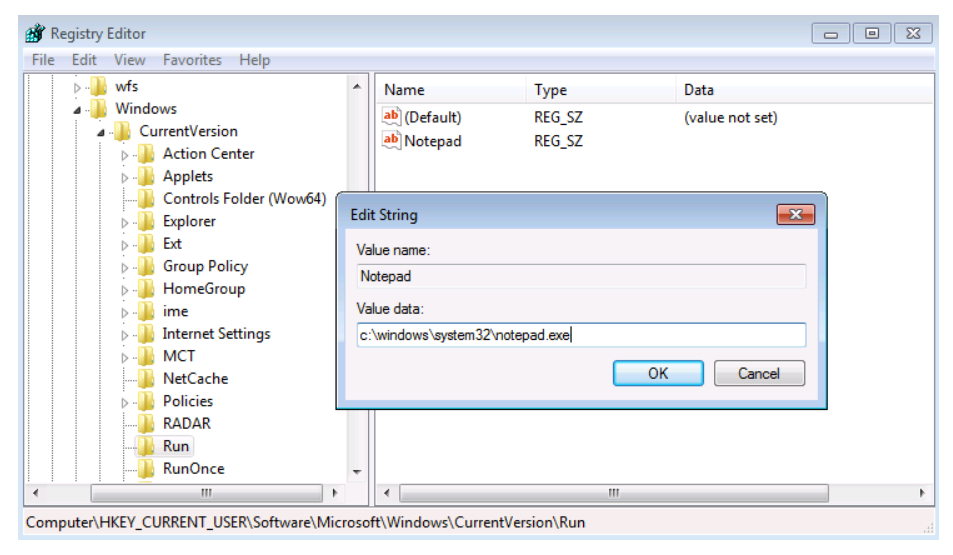 Registry Editor
File Edit View Favorites Help
wfs
Windows
CurrentVersion
Action Center
Applets
Controls Folder (Wow64)
Explorer
Ext
Group Policy
HomeGroup
ime
Internet Settings
MCT
NetCache
Policies
RADAR
Run
RunOnce
Name Type Data
ab (Default) REG_SZ (value not set)
ab Notepad REG_SZ
Edit String
Value name:
Notepad
Value data:
c:\windows\system32\notepad.exe
OK Cancel
Computer\HKEY_CURRENT_USER\Software\Microsoft\Windows\CurrentVersion\Run